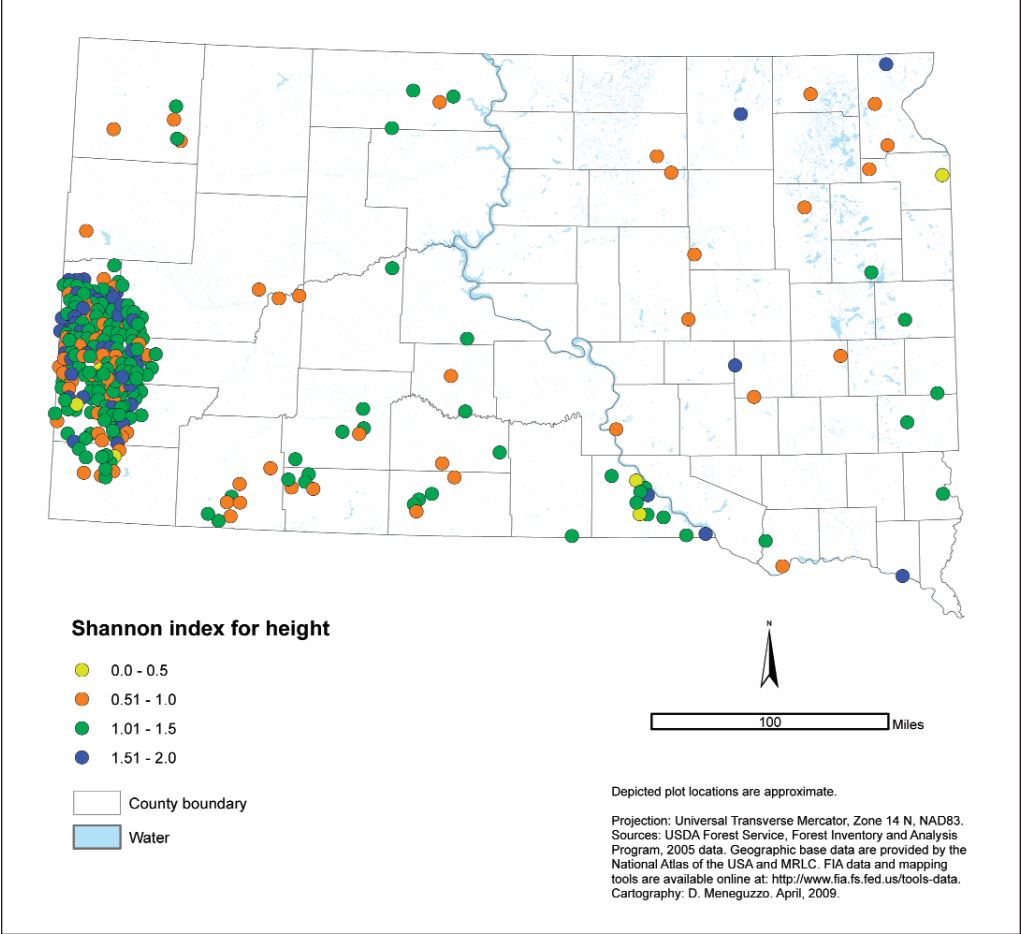 Shannon index for height
0.0 - 0.5
0.51 - 1.0
1.01 - 1.5
1.51 - 2.0
County boundary
Water
N
100
Miles
Depicted plot locations are approximate.
Projection: Universal Transverse Mercator, Zone 14 N, NAD83.
Sources: USDA Forest Service, Forest Inventory and Analysis
Program, 2005 data. Geographic base data are provided by the
National Atlas of the USA and MRLC. FIA data and mapping
tools are available online at: http://www.fia.fs.fed.us/tools-data.
Cartography: D. Meneguzzo. April, 2009.